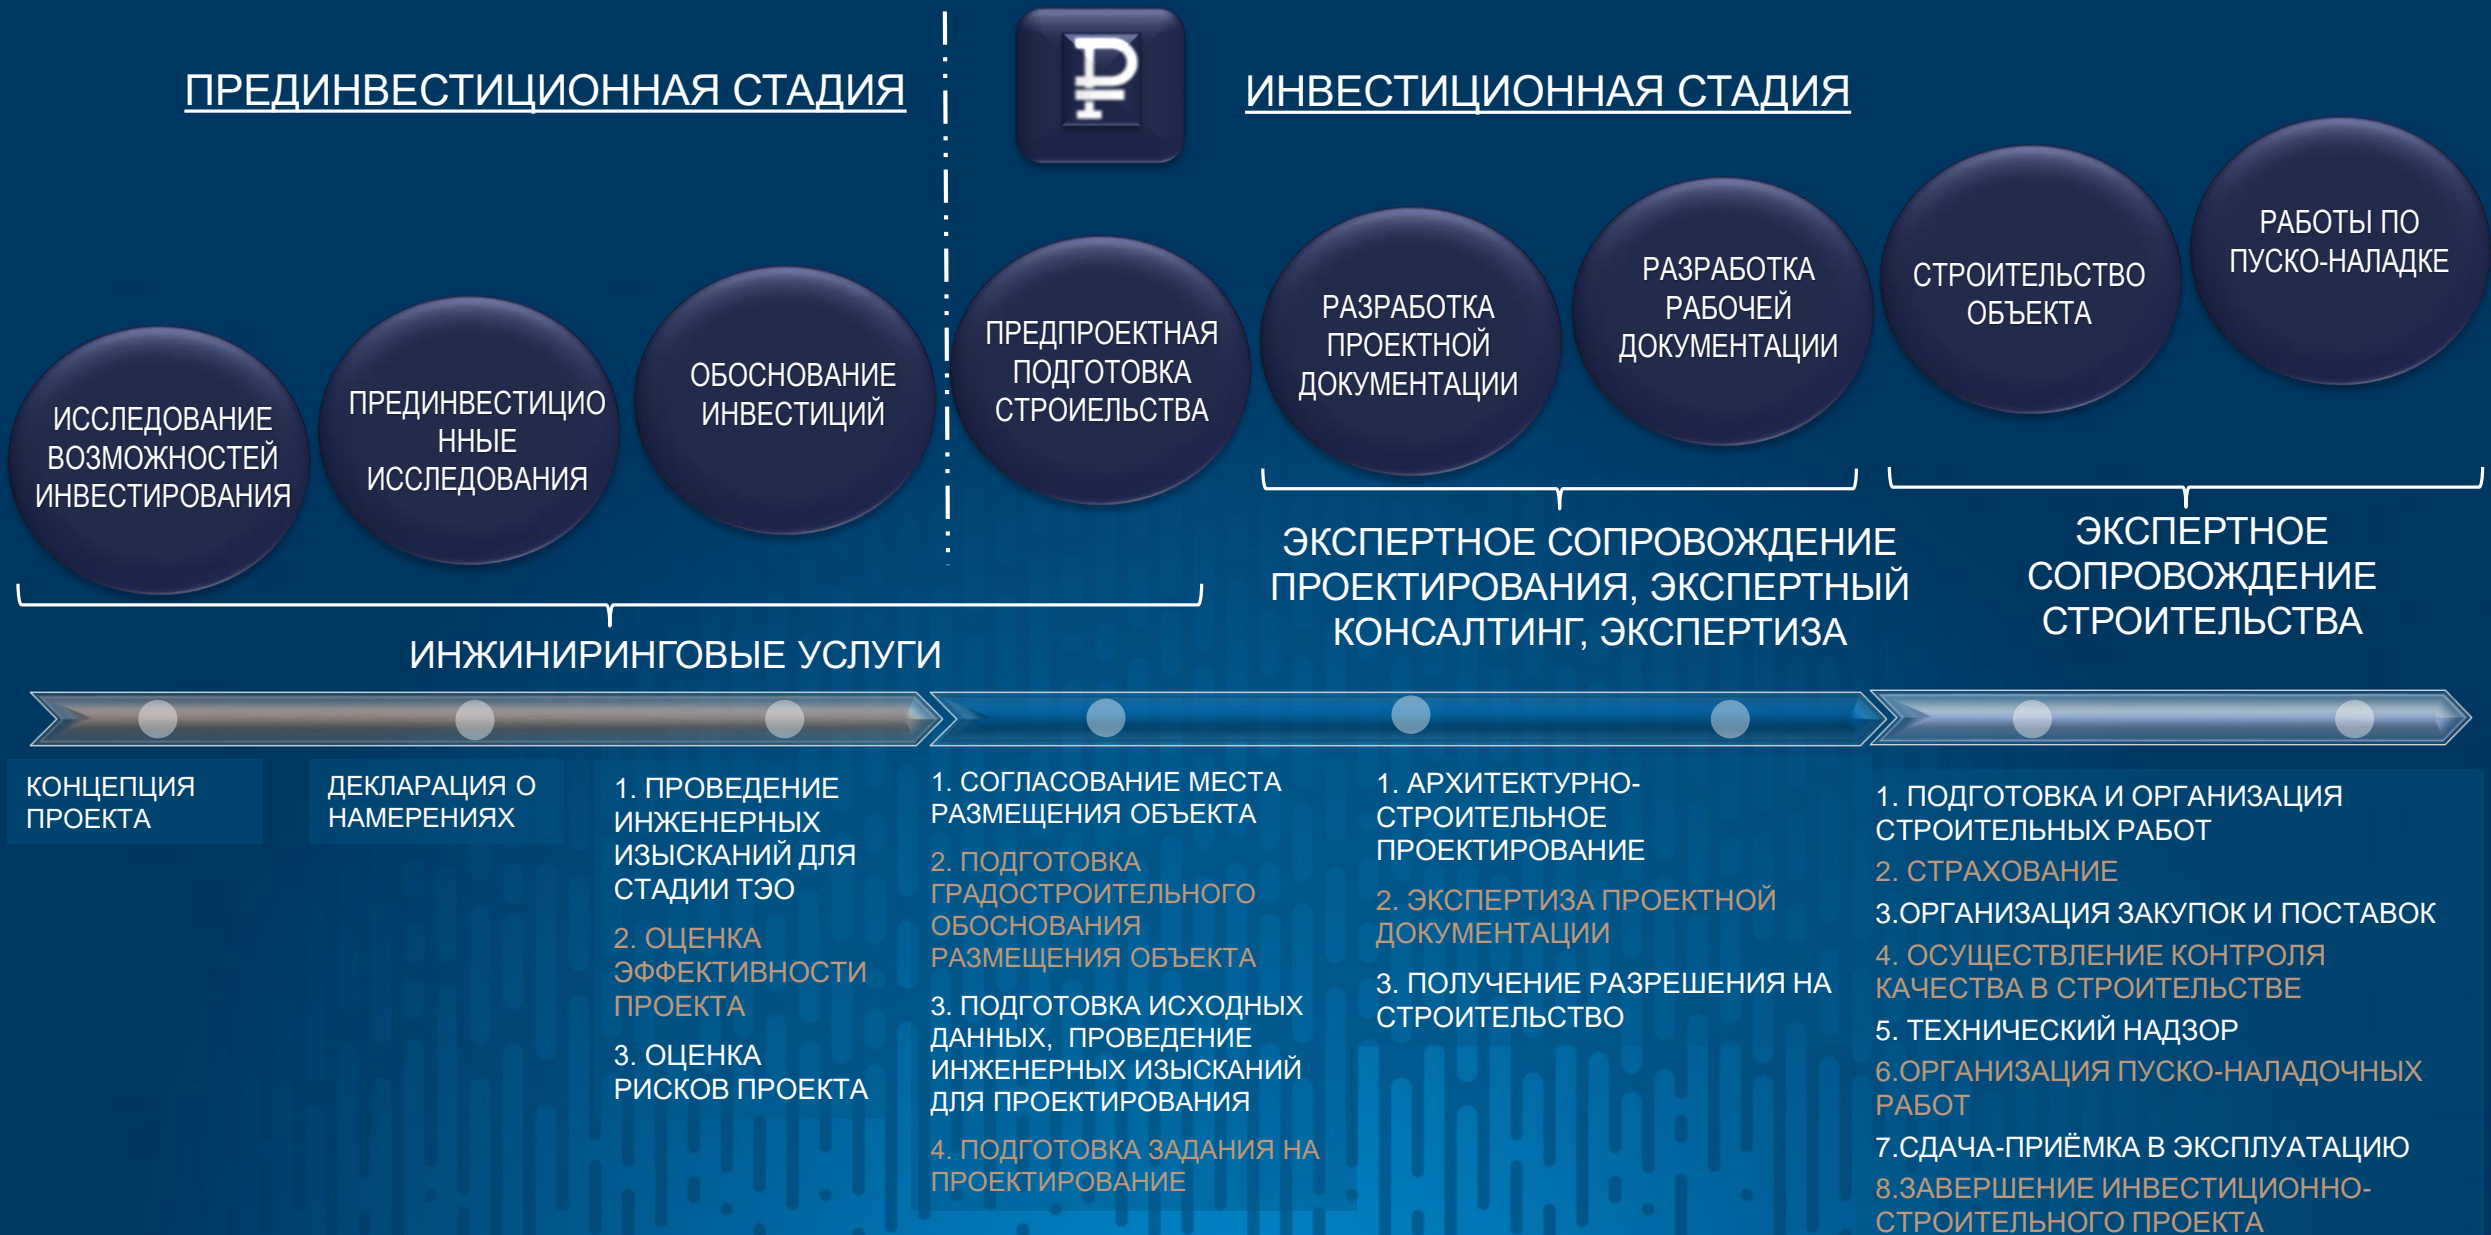 ПРЕДИНВЕСТИЦИОННАЯ СТАДИЯ
ИНВЕСТИЦИОННАЯ СТАДИЯ
ИССЛЕДОВАНИЕ
ВОЗМОЖНОСТЕЙ
ИНВЕСТИРОВАНИЯ
ПРЕДИНВЕСТИЦИО
ННЫЕ
ИССЛЕДОВАНИЯ
ОБОСНОВАНИЕ
ИНВЕСТИЦИЙ
ПРЕДПРОЕКТНАЯ
ПОДГОТОВКА
СТРОИЕЛЬСТВА
РАЗРАБОТКА
ПРОЕКТНОЙ
ДОКУМЕНТАЦИИ
РАЗРАБОТКА
РАБОЧЕЙ
ДОКУМЕНТАЦИИ
СТРОИТЕЛЬСТВО
ОБЪЕКТА
РАБОТЫ ПО
ПУСКО-НАЛАДКЕ
ИНЖИНИРИНГОВЫЕ УСЛУГИ
ЭКСПЕРТНОЕ СОПРОВОЖДЕНИЕ
ПРОЕКТИРОВАНИЯ, ЭКСПЕРТНЫЙ
КОНСАЛТИНГ, ЭКСПЕРТИЗА
ЭКСПЕРТНОЕ
СОПРОВОЖДЕНИЕ
СТРОИТЕЛЬСТВА
КОНЦЕПЦИЯ
ПРОЕКТА
ДЕКЛАРАЦИЯ О
НАМЕРЕНИЯХ
1. ПРОВЕДЕНИЕ
ИНЖЕНЕРНЫХ
ИЗЫСКАНИЙ ДЛЯ
СТАДИИ ТЭО
2. ОЦЕНКА
ЭФФЕКТИВНОСТИ
ПРОЕКТА
3. ОЦЕНКА
РИСКОВ ПРОЕКТА
1. СОГЛАСОВАНИЕ МЕСТА
РАЗМЕЩЕНИЯ ОБЪЕКТА
2. ПОДГОТОВКА
ГРАДОСТРОИТЕЛЬНОГО
ОБОСНОВАНИЯ
РАЗМЕЩЕНИЯ ОБЪЕКТА
3. ПОДГОТОВКА ИСХОДНЫХ
ДАННЫХ, ПРОВЕДЕНИЕ
ИНЖЕНЕРНЫХ ИЗЫСКАНИЙ
ДЛЯ ПРОЕКТИРОВАНИЯ
4. ПОДГОТОВКА ЗАДАНИЯ НА
ПРОЕКТИРОВАНИЕ
1. АРХИТЕКТУРНО-
СТРОИТЕЛЬНОЕ
ПРОЕКТИРОВАНИЕ
2. ЭКСПЕРТИЗА ПРОЕКТНОЙ
ДОКУМЕНТАЦИИ
3. ПОЛУЧЕНИЕ РАЗРЕШЕНИЯ НА
СТРОИТЕЛЬСТВО
1. ПОДГОТОВКА И ОРГАНИЗАЦИЯ
СТРОИТЕЛЬНЫХ РАБОТ
2. СТРАХОВАНИЕ
3.ОРГАНИЗАЦИЯ ЗАКУПОК И ПОСТАВОК
4. ОСУЩЕСТВЛЕНИЕ КОНТРОЛЯ
КАЧЕСТВА В СТРОИТЕЛЬСТВЕ
5. ТЕХНИЧЕСКИЙ НАДЗОР
6.ОРГАНИЗАЦИЯ ПУСКО-НАЛАДОЧНЫХ
РАБОТ
7.СДАЧА-ПРИЁМКА В ЭКСПЛУАТАЦИЮ
8.ЗАВЕРШЕНИЕ ИНВЕСТИЦИОННО-
СТРОИТЕЛЬНОГО ПРОЕКТА